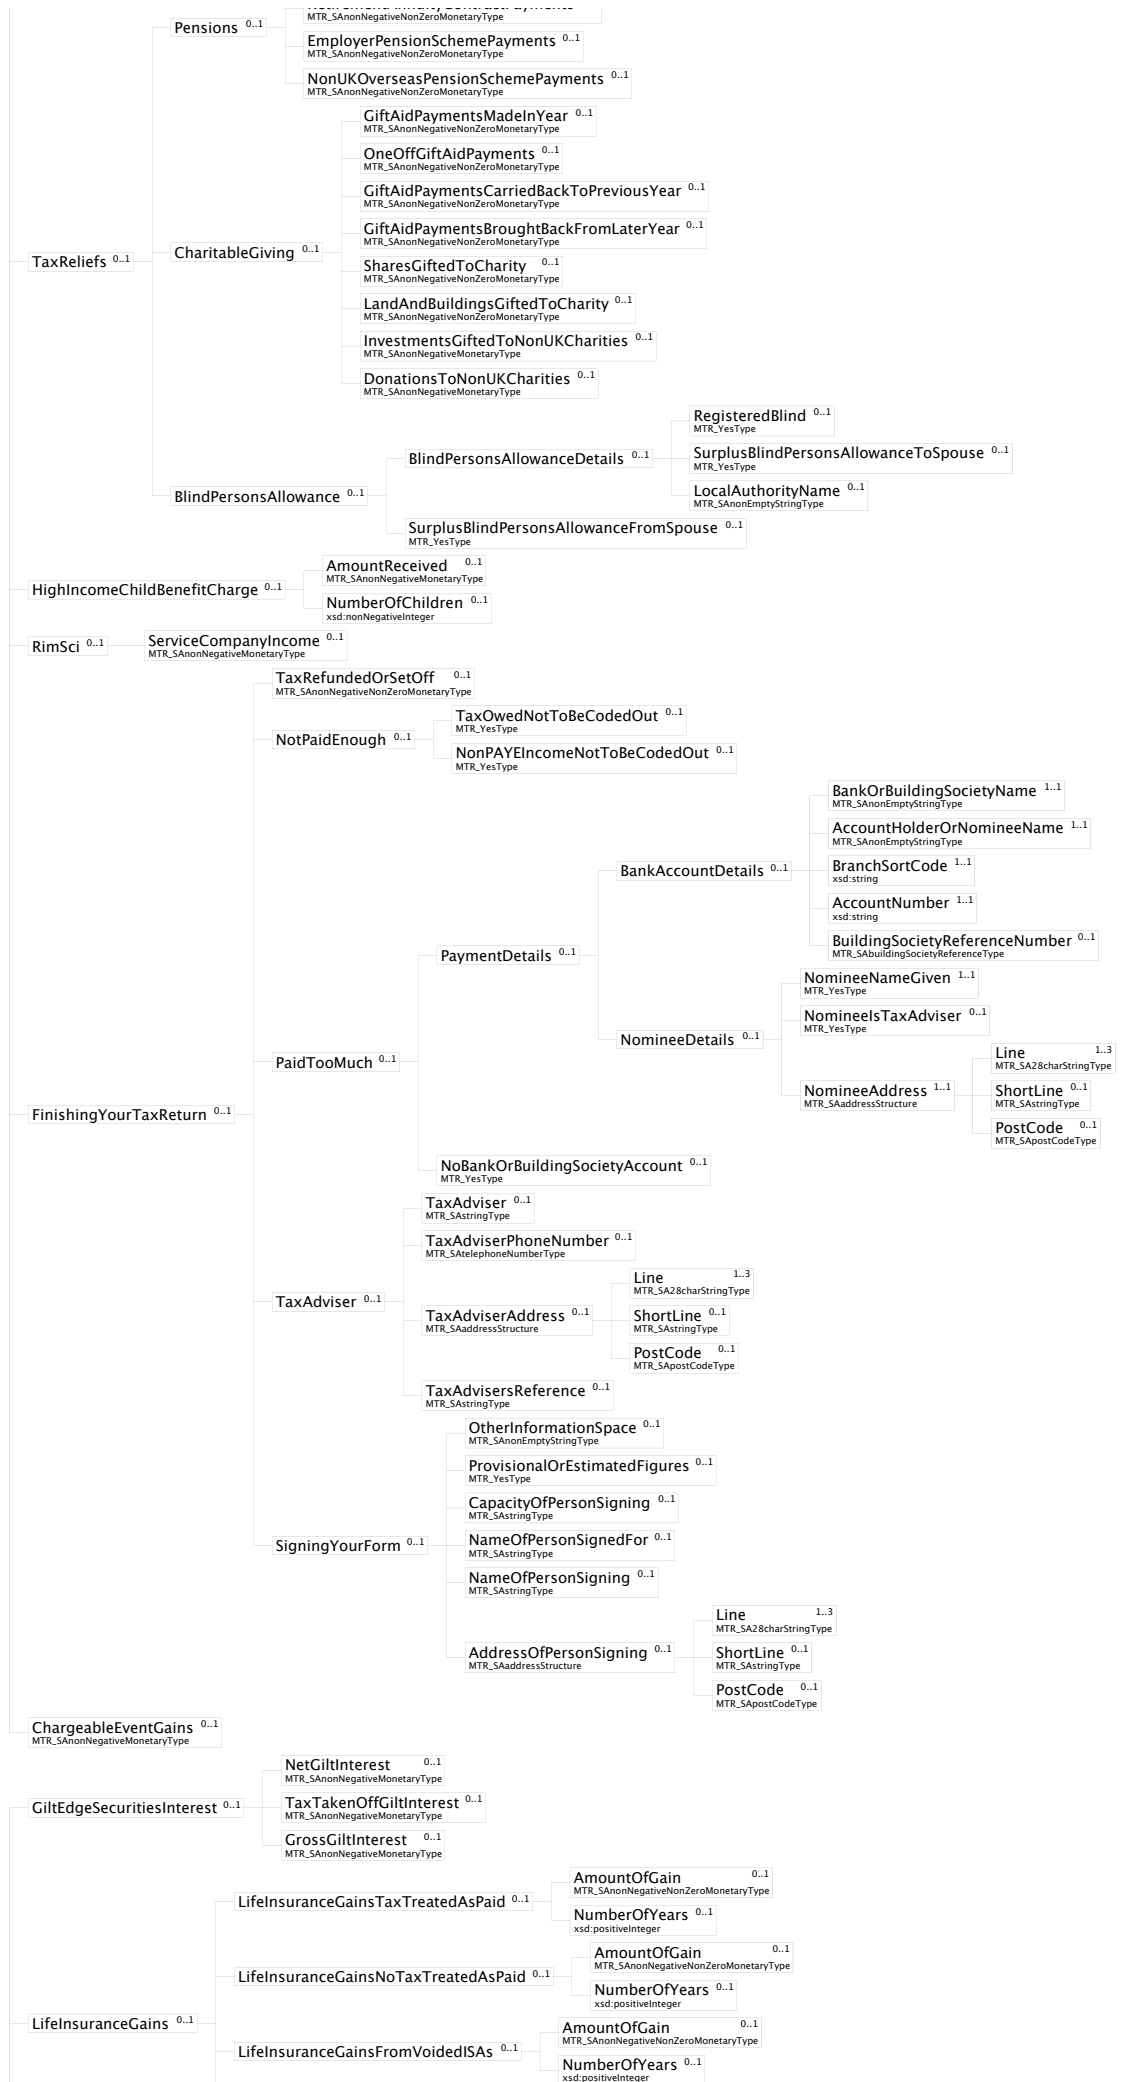 Pensions 0..1
MTR_SAnonNegativeNonZeroMonetaryType
EmployerPensionSchemePayments 0..1
MTR_SAnonNegativeNonZeroMonetaryType
NonUKOverseasPensionSchemePayments 0..1
MTR_SAnonNegativeNonZeroMonetaryType
TaxReliefs 0..1
CharitableGiving 0..1
GiftAidPaymentsMadeInYear 0..1
MTR_SAnonNegativeNonZeroMonetaryType
OneOffGiftAidPayments 0..1
MTR_SAnonNegativeNonZeroMonetaryType
GiftAidPaymentsCarriedBackToPreviousYear 0..1
MTR_SAnonNegativeNonZeroMonetaryType
GiftAidPaymentsBroughtBackFromLaterYear 0..1
MTR_SAnonNegativeNonZeroMonetaryType
SharesGiftedToCharity 0..1
MTR_SAnonNegativeNonZeroMonetaryType
LandAndBuildingsGiftedToCharity 0..1
MTR_SAnonNegativeNonZeroMonetaryType
InvestmentsGiftedToNonUKCharities 0..1
MTR_SAnonNegativeMonetaryType
DonationsToNonUKCharities 0..1
MTR_SAnonNegativeMonetaryType
BlindPersonsAllowance 0..1
BlindPersonsAllowanceDetails 0..1
RegisteredBlind 0..1
MTR_YesType
SurplusBlindPersonsAllowanceToSpouse 0..1
MTR_YesType
LocalAuthorityName 0..1
MTR_SAnonEmptyStringType
SurplusBlindPersonsAllowanceFromSpouse 0..1
MTR_YesType
HighIncomeChildBenefitCharge 0..1
AmountReceived 0..1
MTR_SAnonNegativeMonetaryType
NumberOfChildren 0..1
xsd:nonNegativeInteger
RimSci 0..1
ServiceCompanyIncome 0..1
MTR_SAnonNegativeMonetaryType
FinishingYourTaxReturn 0..1
TaxRefundedOrSetOff 0..1
MTR_SAnonNegativeNonZeroMonetaryType
NotPaidEnough 0..1
TaxOwedNotToBeCodedOut 0..1
MTR_YesType
NonPAYEIncomeNotToBeCodedOut 0..1
MTR_YesType
PaidTooMuch 0..1
PaymentDetails 0..1
BankAccountDetails 0..1
BankOrBuildingSocietyName 1..1
MTR_SAnonEmptyStringType
AccountHolderOrNomineeName 1..1
MTR_SAnonEmptyStringType
BranchSortCode 1..1
xsd:string
AccountNumber 1..1
xsd:string
BuildingSocietyReferenceNumber 0..1
MTR_SAbuildingSocietyReferenceType
NomineeDetails 0..1
NomineeNameGiven 1..1
MTR_YesType
NomineeIsTaxAdviser 0..1
MTR_YesType
NomineeAddress 1..1
MTR_SAaddressStructure
Line 1..3
MTR_SA28charStringType
ShortLine 0..1
MTR_SAstringType
PostCode 0..1
MTR_SApostCodeType
NoBankOrBuildingSocietyAccount 0..1
MTR_YesType
TaxAdviser 0..1
TaxAdviser 0..1
MTR_SAstringType
TaxAdviserPhoneNumber 0..1
MTR_SAtelephoneNumberType
TaxAdviserAddress 0..1
MTR_SAaddressStructure
Line 1..3
MTR_SA28charStringType
ShortLine 0..1
MTR_SAstringType
PostCode 0..1
MTR_SApostCodeType
TaxAdvisersReference 0..1
MTR_SAstringType
SigningYourForm 0..1
OtherInformationSpace 0..1
MTR_SAnonEmptyStringType
ProvisionalOrEstimatedFigures 0..1
MTR_YesType
CapacityOfPersonSigning 0..1
MTR_SAstringType
NameOfPersonSignedFor 0..1
MTR_SAstringType
NameOfPersonSigning 0..1
MTR_SAstringType
AddressOfPersonSigning 0..1
MTR_SAaddressStructure
Line 1..3
MTR_SA28charStringType
ShortLine 0..1
MTR_SAstringType
PostCode 0..1
MTR_SApostCodeType
ChargeableEventGains 0..1
MTR_SAnonNegativeMonetaryType
GiltEdgeSecuritiesInterest 0..1
NetGiltInterest 0..1
MTR_SAnonNegativeMonetaryType
TaxTakenOffGiltInterest 0..1
MTR_SAnonNegativeMonetaryType
GrossGiltInterest 0..1
MTR_SAnonNegativeMonetaryType
LifeInsuranceGains 0..1
LifeInsuranceGainsTaxTreatedAsPaid 0..1
AmountOfGain 0..1
MTR_SAnonNegativeNonZeroMonetaryType
NumberOfYears 0..1
xsd:positiveInteger
LifeInsuranceGainsNoTaxTreatedAsPaid 0..1
AmountOfGain 0..1
MTR_SAnonNegativeNonZeroMonetaryType
NumberOfYears 0..1
xsd:positiveInteger
LifeInsuranceGainsFromVoidedISAs 0..1
AmountOfGain 0..1
MTR_SAnonNegativeNonZeroMonetaryType
NumberOfYears 0..1
xsd:positiveInteger